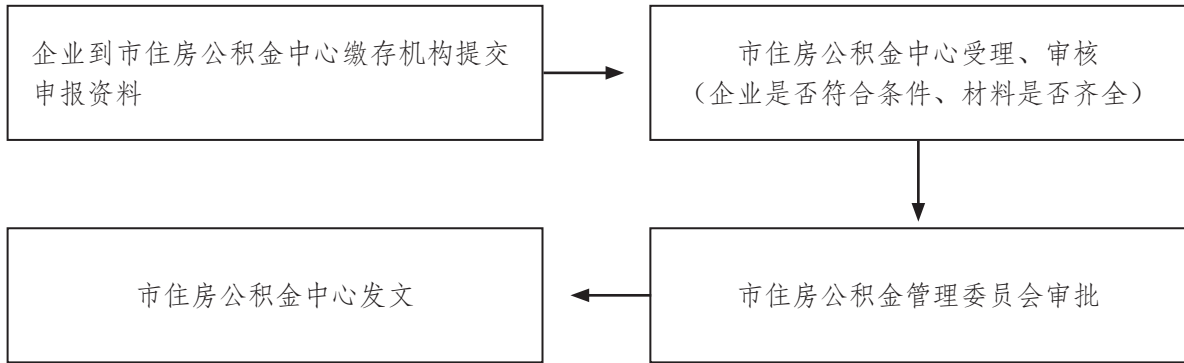 企业到市住房公积金中心缴存机构提交
申报资料
市住房公积金中心受理、审核
（企业是否符合条件、材料是否齐全）
市住房公积金管理委员会审批
市住房公积金中心发文